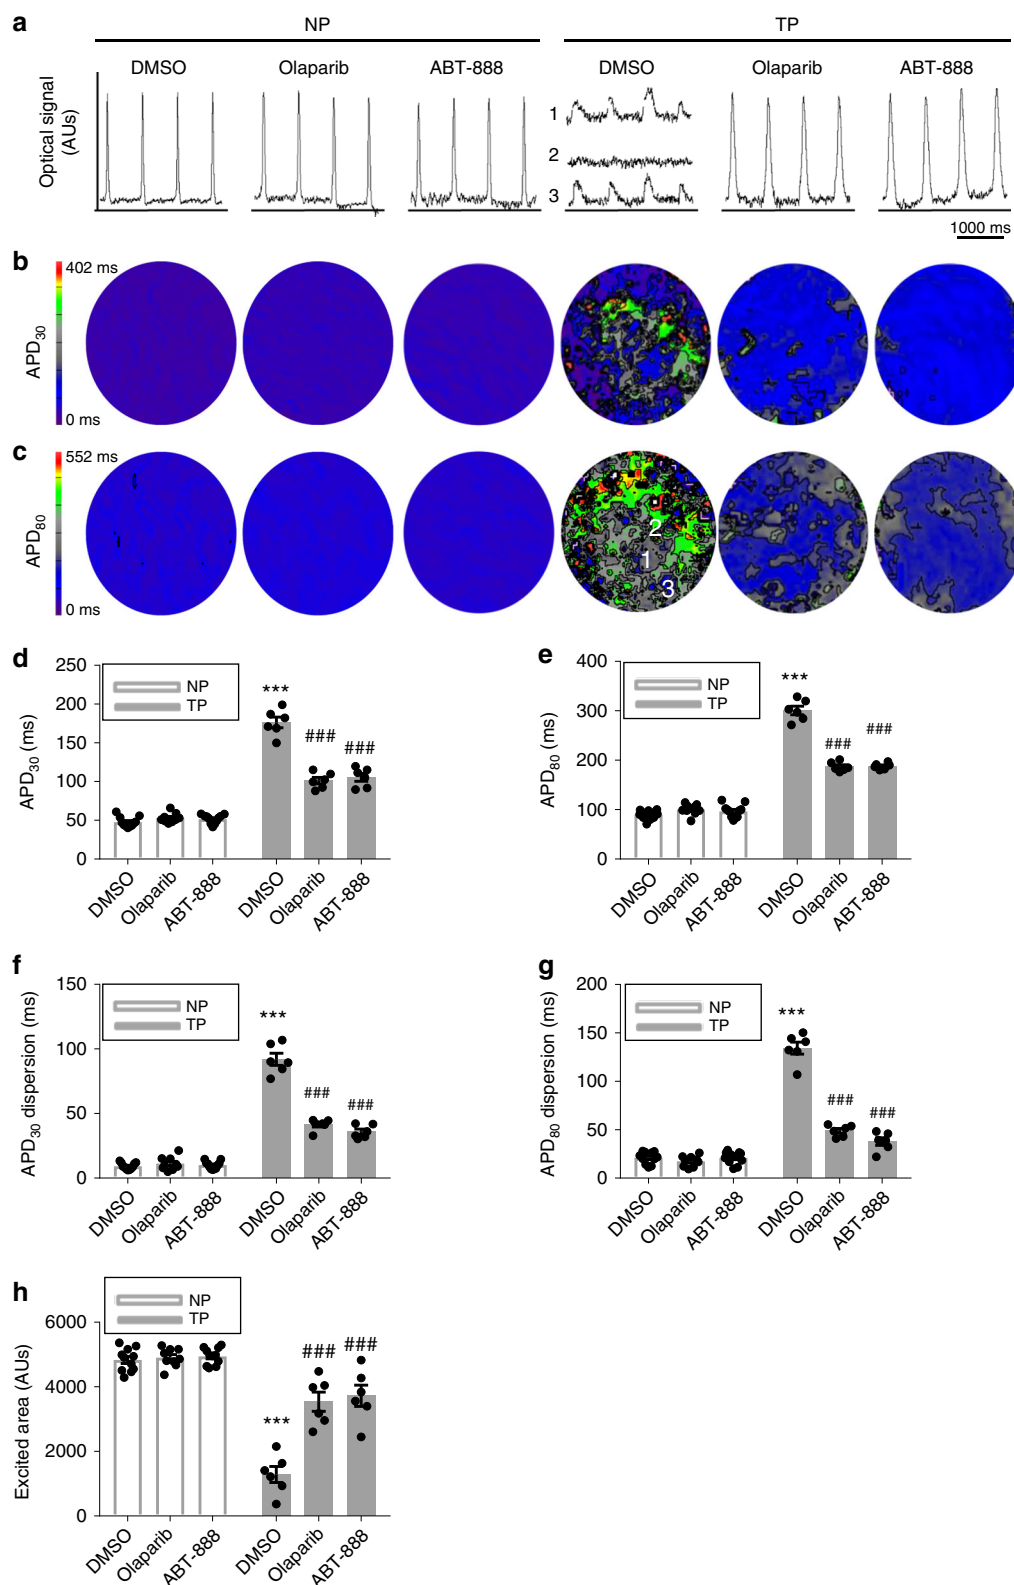 a
NP
TP
DMSO
Olaparib
ABT-888
DMSO
Olaparib
ABT-888
Optical signal
(AUs)
1
2
3
1000 ms
b
402 ms
APD30
0 ms
c
552 ms
APD80
0 ms
2
1
3
d
250
200
150
100
50
0
APD30 (ms)
NP
TP
***
###
###
DMSO
Olaparib
ABT-888
DMSO
Olaparib
ABT-888
e
400
300
200
100
0
APD80 (ms)
NP
TP
***
###
###
DMSO
Olaparib
ABT-888
DMSO
Olaparib
ABT-888
f
150
100
50
0
APD30 dispersion (ms)
NP
TP
***
###
###
DMSO
Olaparib
ABT-888
DMSO
Olaparib
ABT-888
g
200
150
100
50
0
APD80 dispersion (ms)
NP
TP
***
###
###
DMSO
Olaparib
ABT-888
DMSO
Olaparib
ABT-888
h
6000
4000
2000
0
Excited area (AUs)
NP
TP
***
###
###
DMSO
Olaparib
ABT-888
DMSO
Olaparib
ABT-888